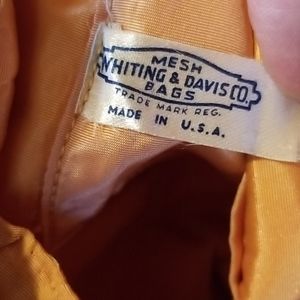 MESH
WHITING & DAVIS CO.
BAGS
TRADE MARK REG.
MADE IN U.S.A.